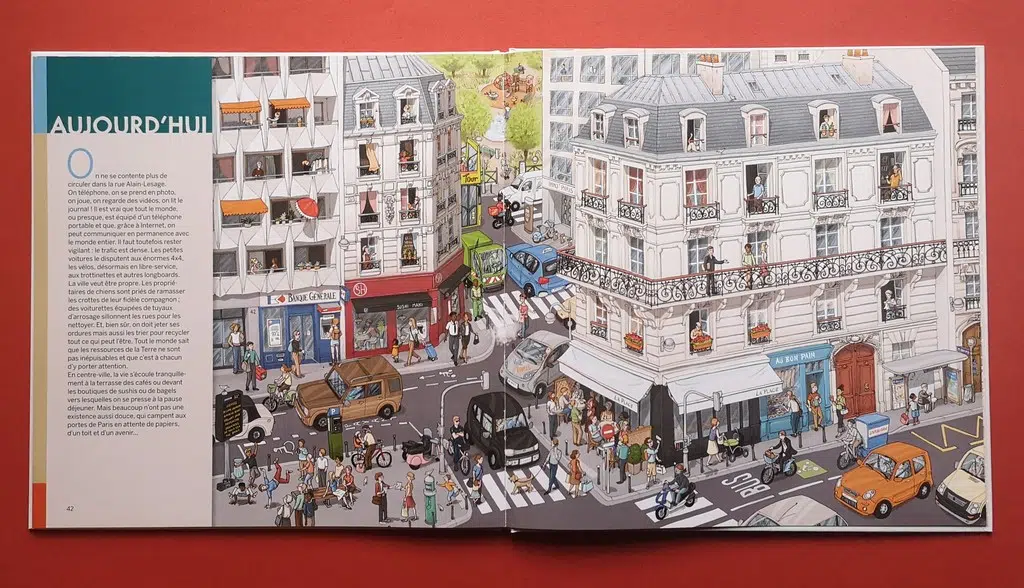 AUJOURD'HUI
On ne se contente plus de
circuler dans la rue Alain-Lesage.
On téléphone, on se prend en photo,
on joue, on regarde des vidéos, on lit le
journal ! Il est vrai que tout le monde,
ou presque, est équipé d'un téléphone
portable et que, grâce à Internet, on
peut communiquer en permanence avec
le monde entier. Il faut toutefois rester
vigilant : le trafic est dense. Les petites
voitures le disputent aux énormes 4x4,
les vélos, désormais en libre-service,
aux trottinettes et autres longboards.
La ville veut être propre. Les proprié-
taires de chiens sont priés de ramasser
les crottes de leur fidèle compagnon ;
des voiturettes équipées de tuyaux
d'arrosage sillonnent les rues pour les
nettoyer. Et, bien sûr, on doit jeter ses
ordures mais aussi les trier pour recycler
tout ce qui peut l'être. Tout le monde sait
que les ressources de la Terre ne sont
pas inépuisables et que c'est à chacun
d'y porter attention.
En centre-ville, la vie s'écoule tranquille-
ment à la terrasse des cafés ou devant
les boutiques de sushis ou de bagels
vers lesquelles on se presse à la pause
déjeuner. Mais beaucoup n'ont pas une
existence aussi douce, qui campent aux
portes de Paris en attente de papiers,
d'un toit et d'un avenir...
42
BANQUE GÉNÉRALE
42
SH
SUSHI MAKI
Tour
AU BON PAIN
LA PLACE
LA PLACE
BUS
P